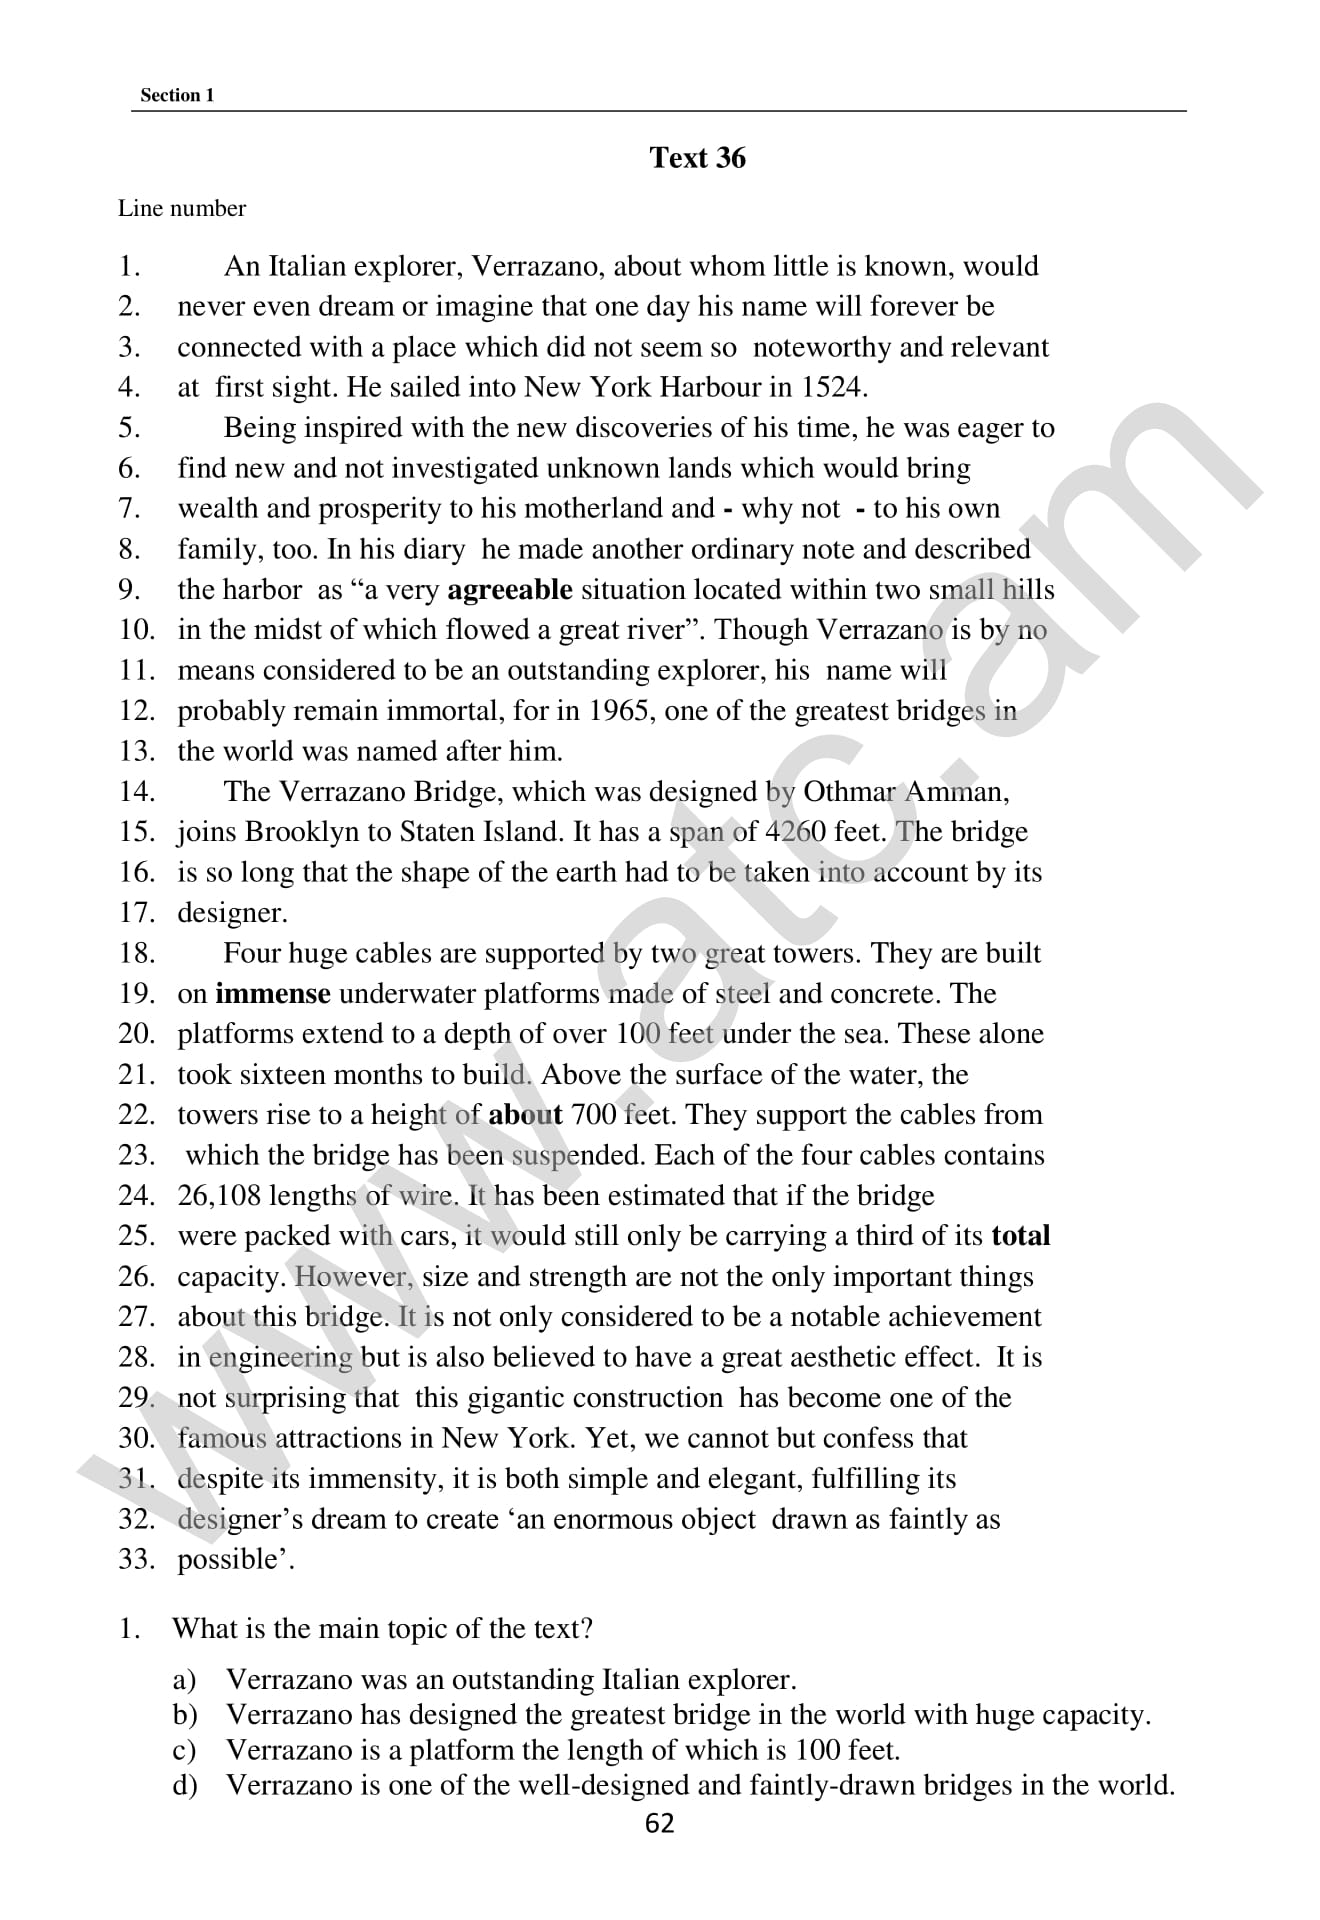 Section 1
Text 36
Line number
1. An Italian explorer, Verrazano, about whom little is known, would
2. never even dream or imagine that one day his name will forever be
3. connected with a place which did not seem so noteworthy and relevant
4. at first sight. He sailed into New York Harbour in 1524.
5. Being inspired with the new discoveries of his time, he was eager to
6. find new and not investigated unknown lands which would bring
7. wealth and prosperity to his motherland and - why not - to his own
8. family, too. In his diary he made another ordinary note and described
9. the harbor as “a very agreeable situation located within two small hills
10. in the midst of which flowed a great river”. Though Verrazano is by no
11. means considered to be an outstanding explorer, his name will
12. probably remain immortal, for in 1965, one of the greatest bridges in
13. the world was named after him.
14. The Verrazano Bridge, which was designed by Othmar Amman,
15. joins Brooklyn to Staten Island. It has a span of 4260 feet. The bridge
16. is so long that the shape of the earth had to be taken into account by its
17. designer.
18. Four huge cables are supported by two great towers. They are built
19. on immense underwater platforms made of steel and concrete. The
20. platforms extend to a depth of over 100 feet under the sea. These alone
21. took sixteen months to build. Above the surface of the water, the
22. towers rise to a height of about 700 feet. They support the cables from
23. which the bridge has been suspended. Each of the four cables contains
24. 26,108 lengths of wire. It has been estimated that if the bridge
25. were packed with cars, it would still only be carrying a third of its total
26. capacity. However, size and strength are not the only important things
27. about this bridge. It is not only considered to be a notable achievement
28. in engineering but is also believed to have a great aesthetic effect. It is
29. not surprising that this gigantic construction has become one of the
30. famous attractions in New York. Yet, we cannot but confess that
31. despite its immensity, it is both simple and elegant, fulfilling its
32. designer’s dream to create ‘an enormous object drawn as faintly as
33. possible’.
1. What is the main topic of the text?
a) Verrazano was an outstanding Italian explorer.
b) Verrazano has designed the greatest bridge in the world with huge capacity.
c) Verrazano is a platform the length of which is 100 feet.
d) Verrazano is one of the well-designed and faintly-drawn bridges in the world.
62
www.atc.am